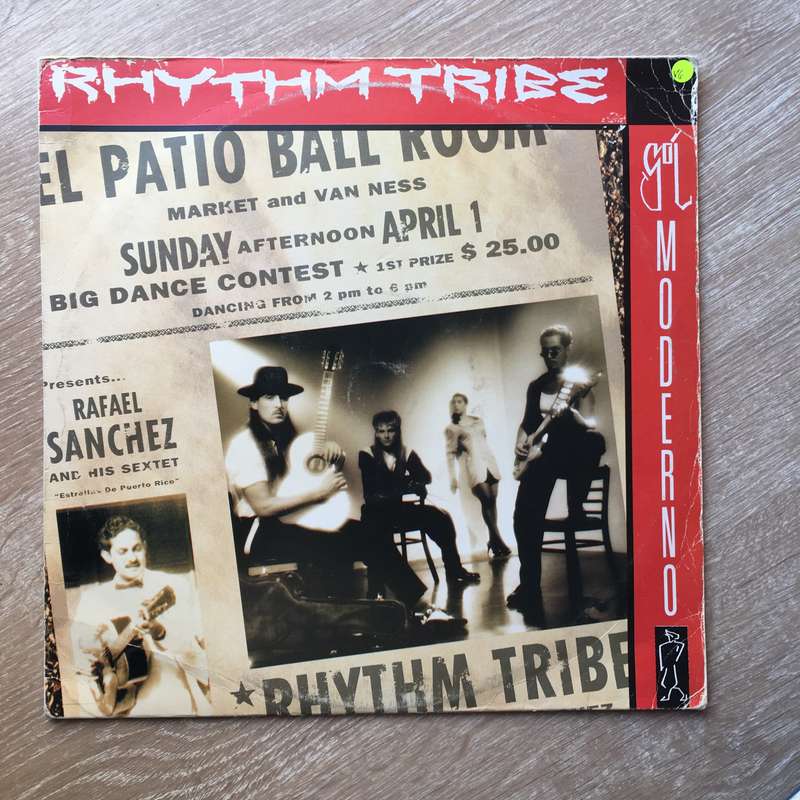 RHYTHM TRIBE
VG
SOL
MODERNO
EL PATIO BALL ROOM
MARKET and VAN NESS
SUNDAY AFTERNOON APRIL 1
BIG DANCE CONTEST ★ 1ST PRIZE $ 25.00
DANCING FROM 2 pm to 6 pm
Presents...
RAFAEL
SANCHEZ
AND HIS SEXTET
"Estrellas De Puerto Rico"
★RHYTHM TRIBE